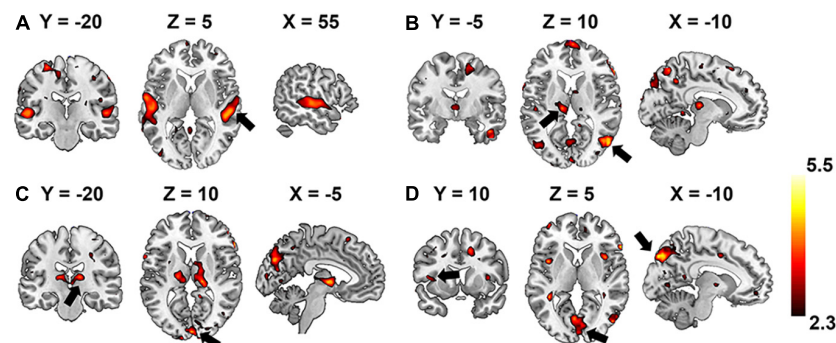 A Y = -20 Z = 5 X = 55
B Y = -5 Z = 10 X = -10
C Y = -20 Z = 10 X = -5
D Y = 10 Z = 5 X = -10
5.5
2.3